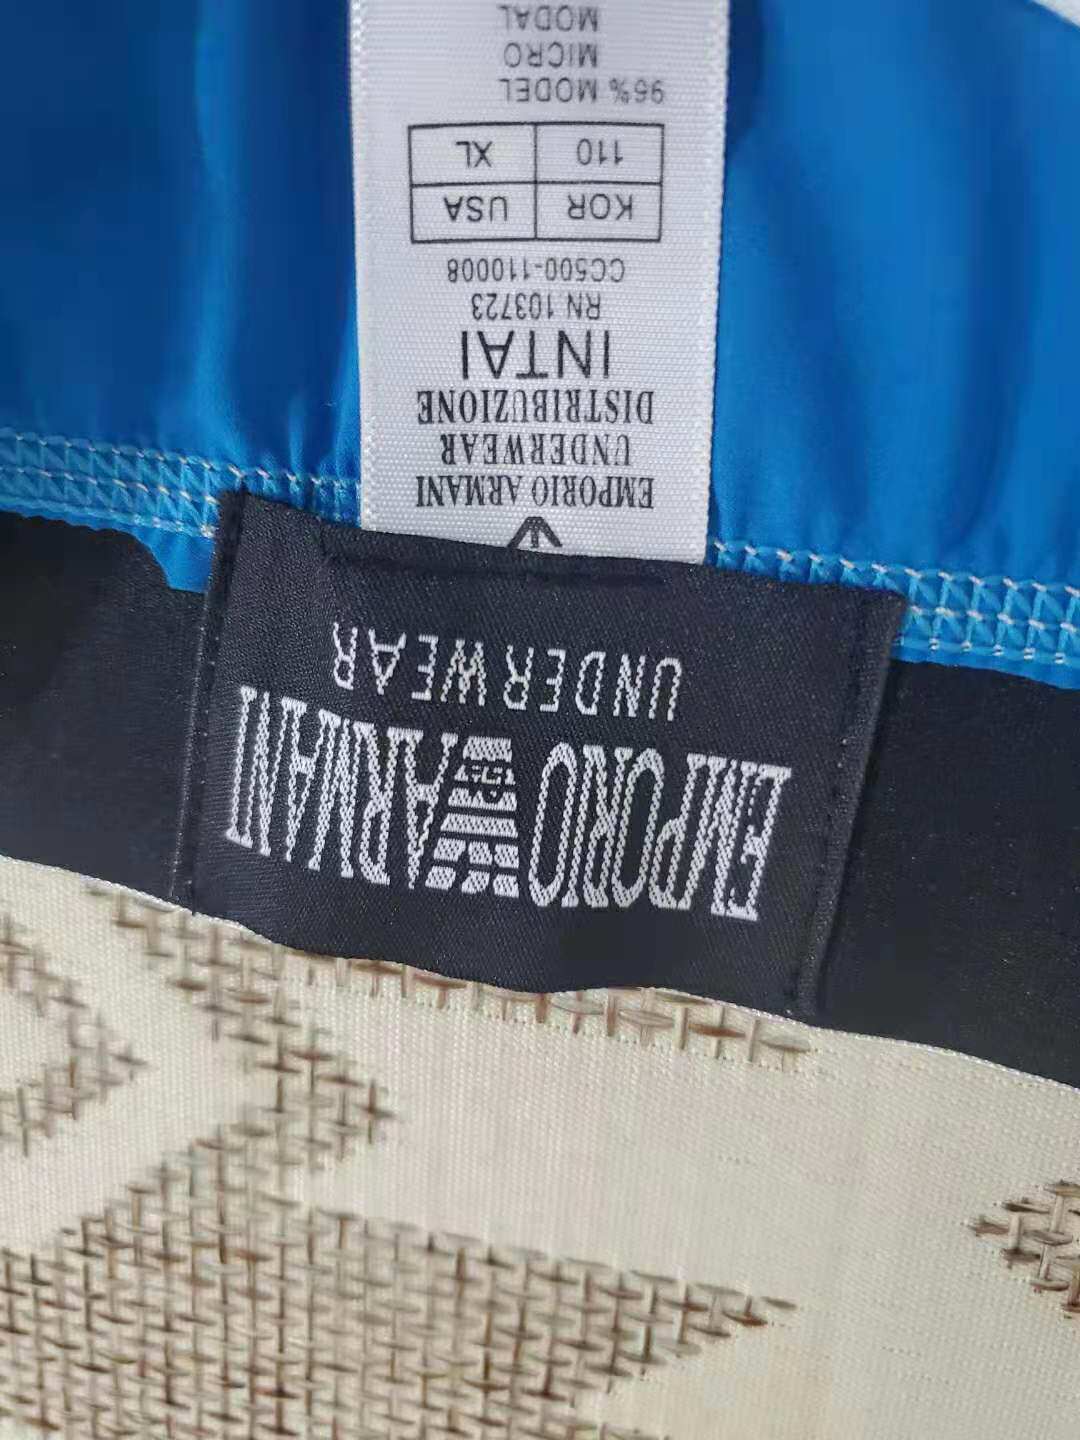 EMPORIO ARMANI
UNDERWEAR
EMPORIO ARMANI
UNDERWEAR
DISTRIBUZIONE
INTAI
RN 103723
CC500-110008
KOR USA
110 XL
96% MODEL
MICRO
MODAL